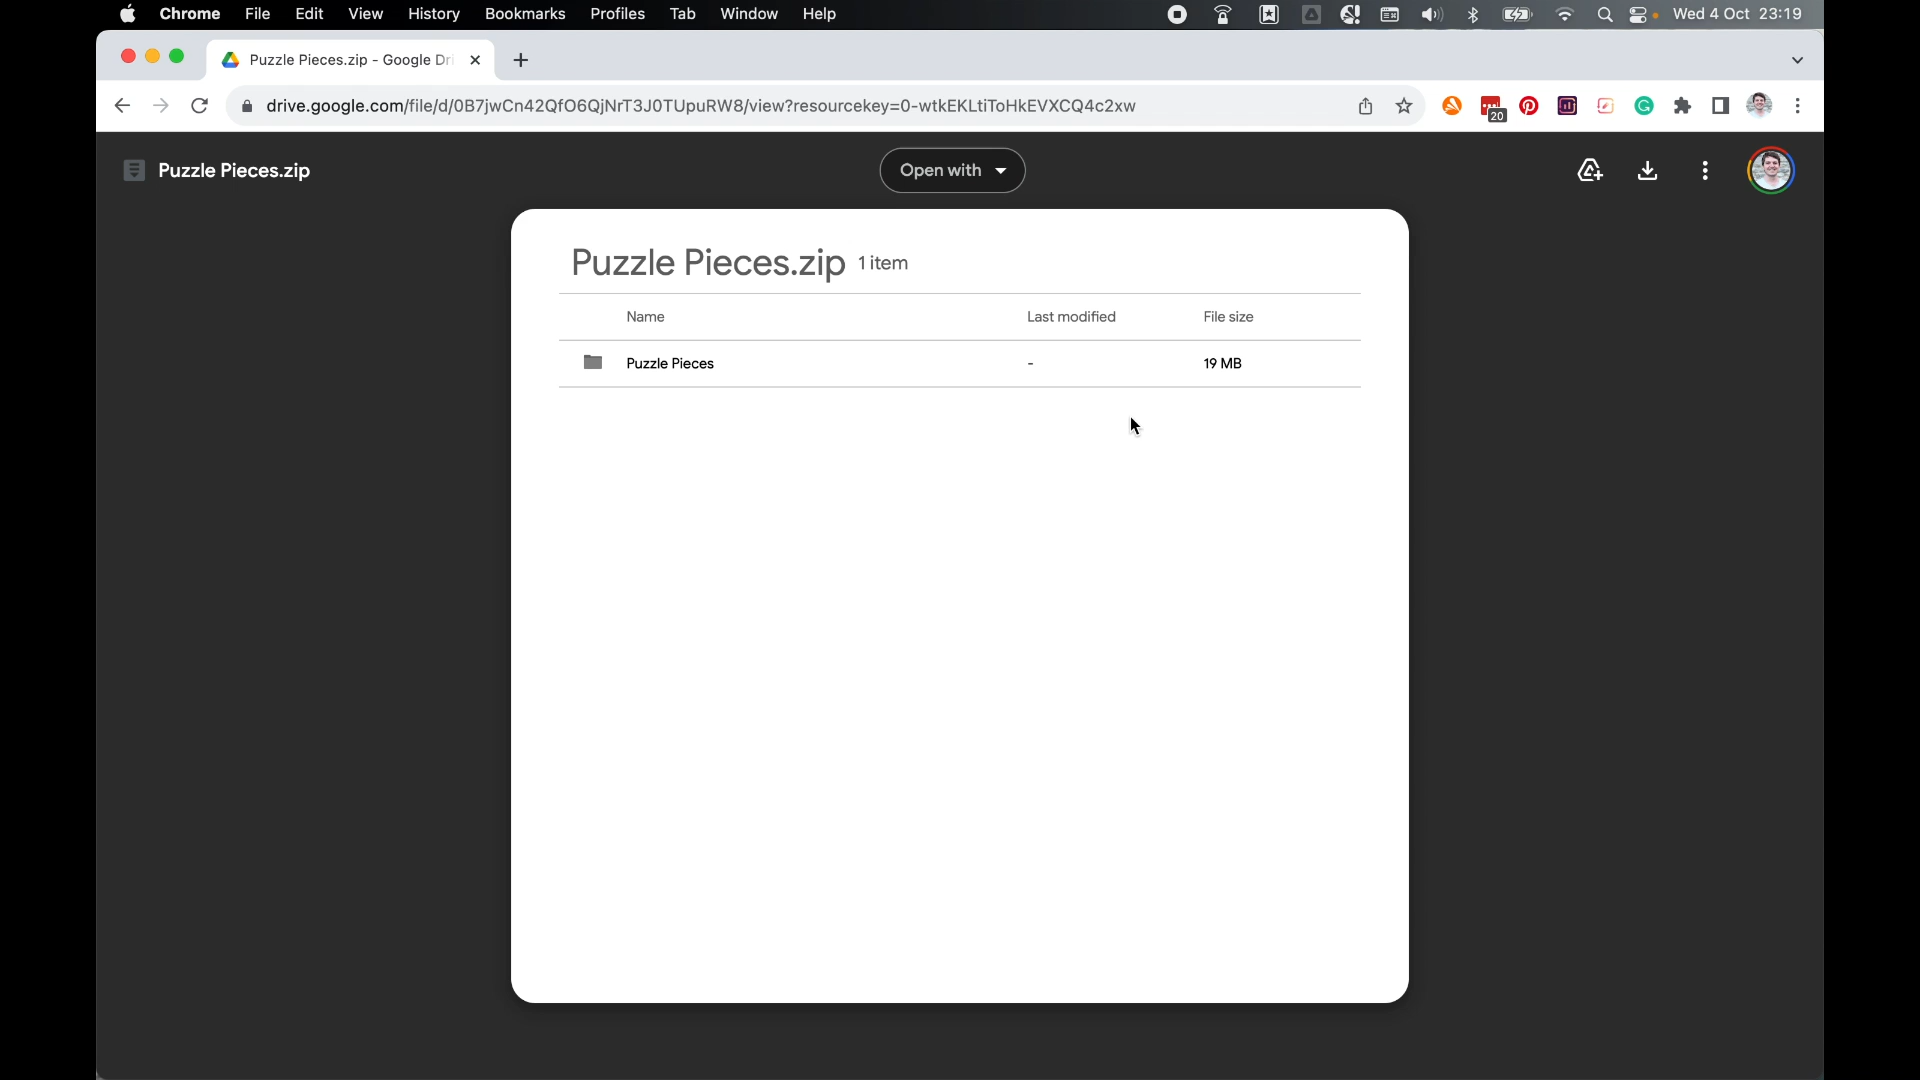 Chrome File Edit View History Bookmarks Profiles Tab Window Help Wed 4 Oct 23:19
Puzzle Pieces.zip - Google Dri
drive.google.com/file/d/0B7jwCn42QfO6QjNrT3J0TUpuRW8/view?resourcekey=0-wtkEKLtiToHkEVXCQ4c2xw 20
Puzzle Pieces.zip Open with
Puzzle Pieces.zip 1 item
Name Last modified File size
Puzzle Pieces - 19 MB